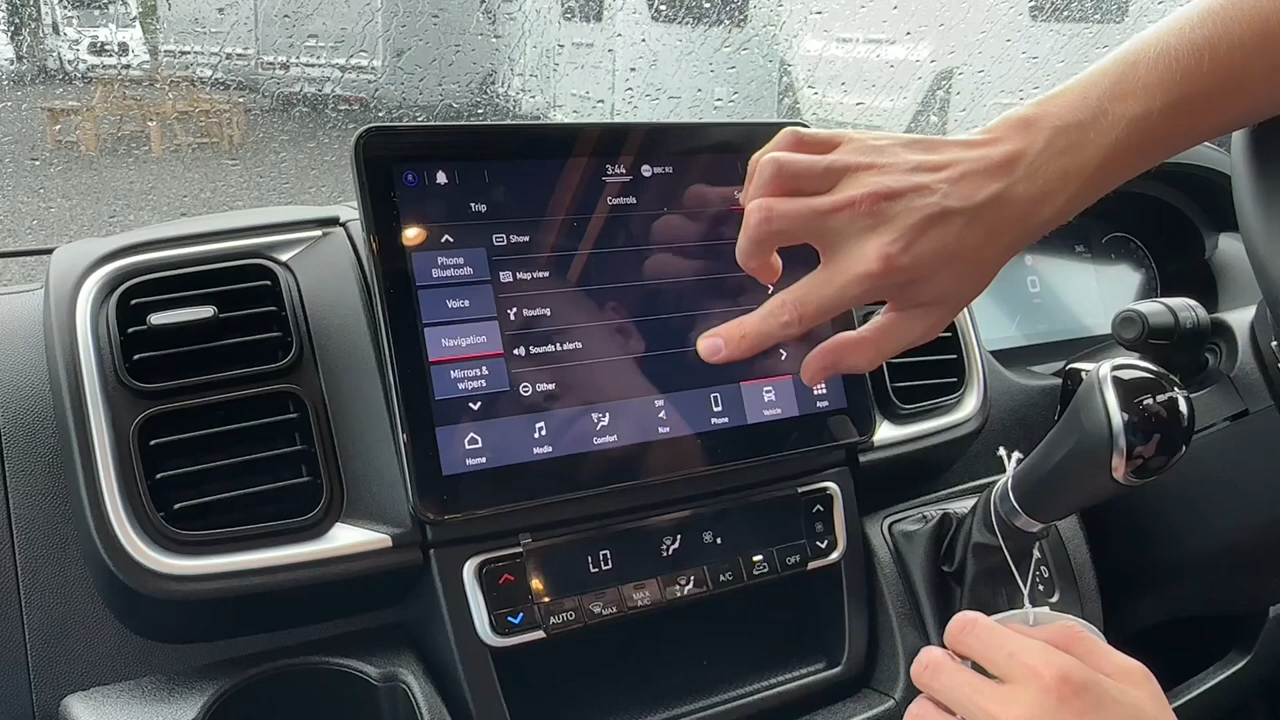 3:44
BBC R2
Trip
Controls
Show
Phone
Bluetooth
Map view
Voice
Routing
Navigation
Sounds & alerts
Mirrors &
wipers
Other
Home
Media
Comfort
SW
Nav
Phone
Vehicle
Apps
LO
AUTO
MAX
MAX
A/C
A/C
OFF